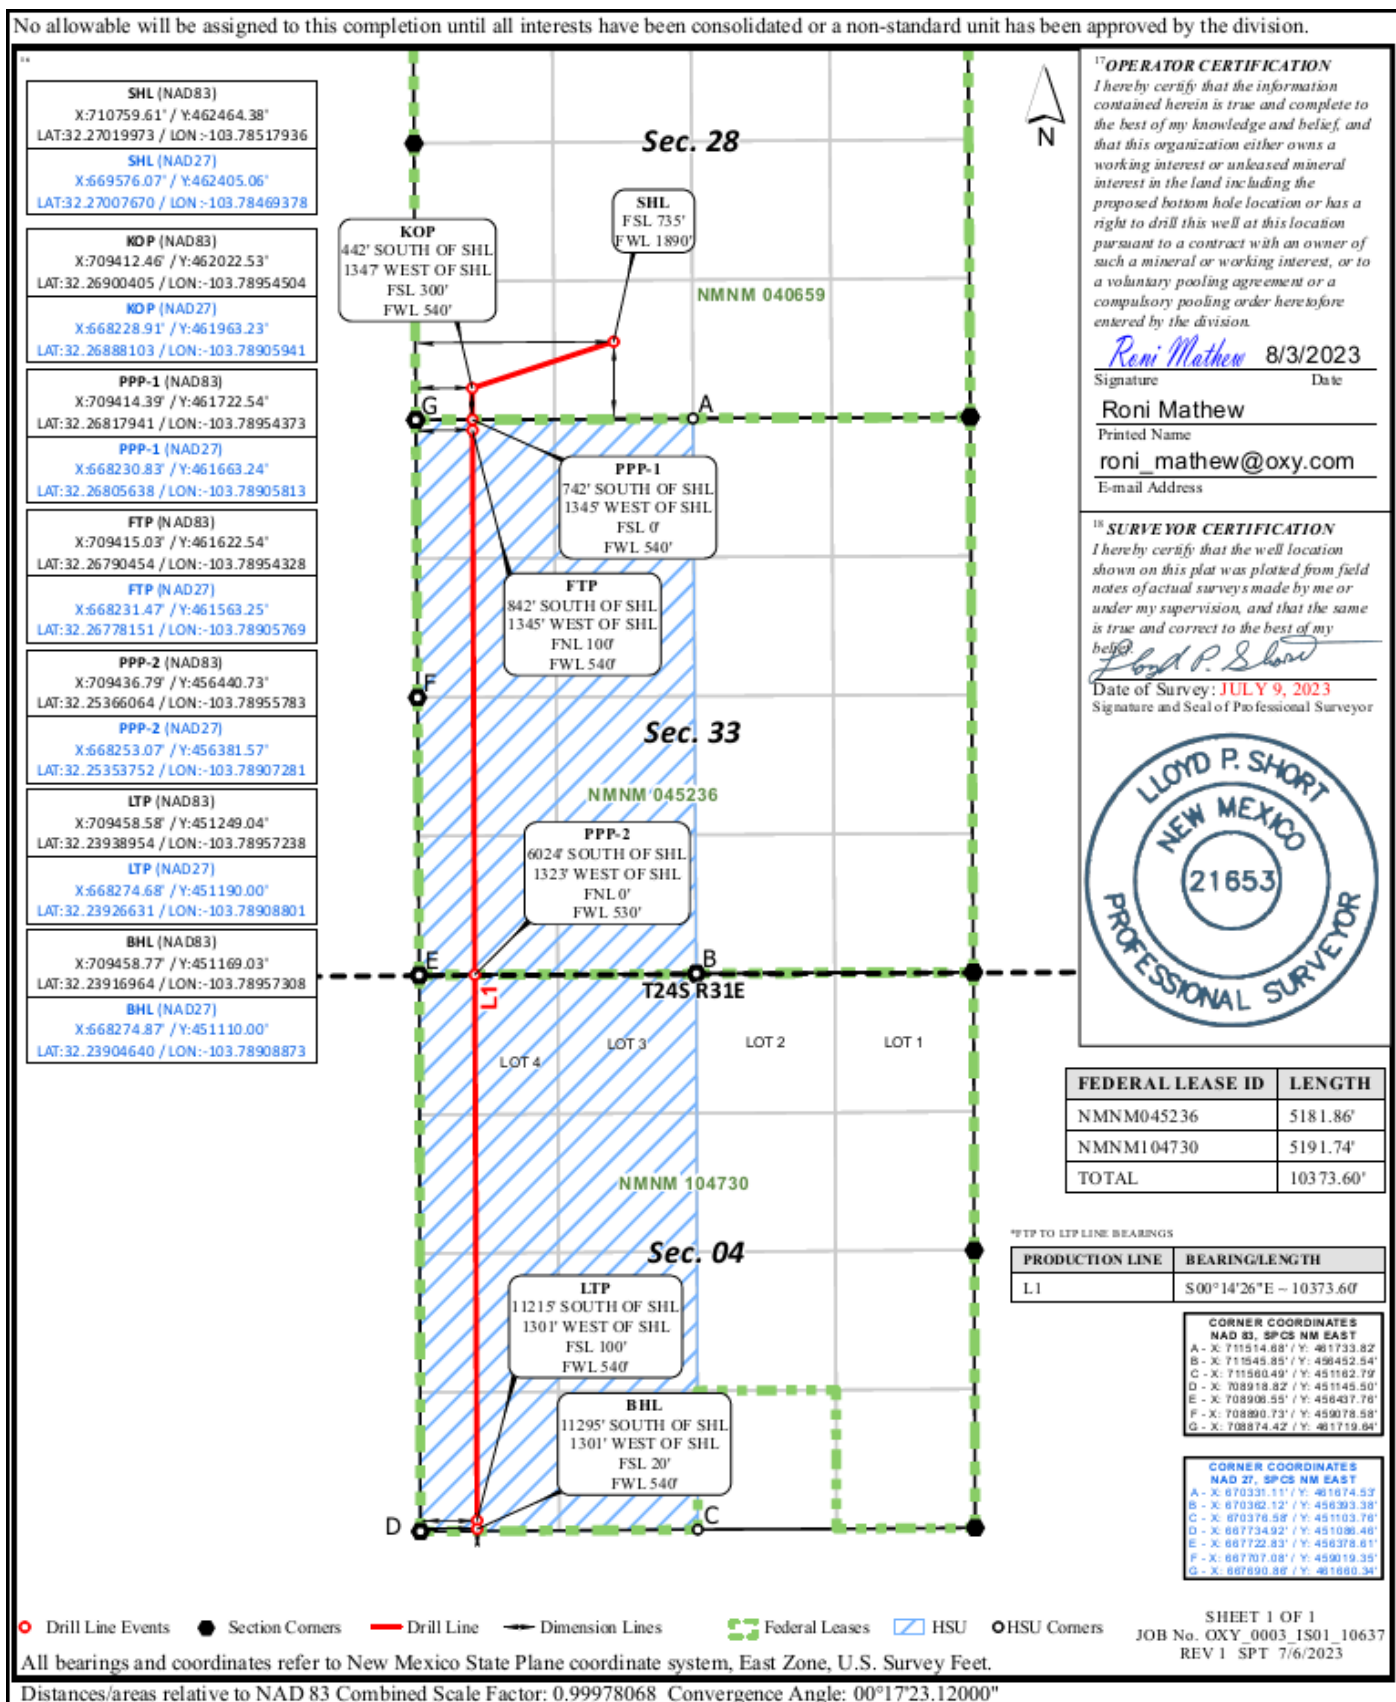 No allowable will be assigned to this completion until all interests have been consolidated or a non-standard unit has been approved by the division.
SHL (NAD83)
X:710759.61' / Y:462464.38'
LAT:32.27019973 / LON:-103.78517936
SHL (NAD27)
X:669576.07' / Y:462405.06'
LAT:32.27007670 / LON:-103.78469378
KOP (NAD83)
X:709412.46' / Y:462022.53'
LAT:32.26900405 / LON:-103.78954504
KOP (NAD27)
X:668228.91' / Y:461963.23'
LAT:32.26888103 / LON:-103.78905941
PPP-1 (NAD83)
X:709414.39' / Y:461722.54'
LAT:32.26817941 / LON:-103.78954373
PPP-1 (NAD27)
X:668230.83' / Y:461663.24'
LAT:32.26805638 / LON:-103.78905813
FTP (NAD83)
X:709415.03' / Y:461622.54'
LAT:32.26790454 / LON:-103.78954328
FTP (NAD27)
X:668231.47' / Y:461563.25'
LAT:32.26778151 / LON:-103.78905769
PPP-2 (NAD83)
X:709436.79' / Y:456440.73'
LAT:32.25366064 / LON:-103.78955783
PPP-2 (NAD27)
X:668253.07' / Y:456381.57'
LAT:32.25353752 / LON:-103.78907281
LTP (NAD83)
X:709458.58' / Y:451249.04'
LAT:32.23938954 / LON:-103.78957238
LTP (NAD27)
X:668274.68' / Y:451190.00'
LAT:32.23926631 / LON:-103.78908801
BHL (NAD83)
X:709458.77' / Y:451169.03'
LAT:32.23916964 / LON:-103.78957308
BHL (NAD27)
X:668274.87' / Y:451110.00'
LAT:32.23904640 / LON:-103.78908873
Sec. 28
N
SHL
FSL 735'
FWL 1890'
KOP
442' SOUTH OF SHL
1347' WEST OF SHL
FSL 300'
FWL 540'
NMNM 040659
G
A
PPP-1
742' SOUTH OF SHL
1345' WEST OF SHL
FSL 0'
FWL 540'
FTP
842' SOUTH OF SHL
1345' WEST OF SHL
FNL 100'
FWL 540'
F
Sec. 33
NMNM 045236
PPP-2
6024' SOUTH OF SHL
1323' WEST OF SHL
FNL 0'
FWL 530'
E
B
L1
T24S R31E
LOT 4
LOT 3
LOT 2
LOT 1
NMNM 104730
Sec. 04
LTP
11215' SOUTH OF SHL
1301' WEST OF SHL
FSL 100'
FWL 540'
BHL
11295' SOUTH OF SHL
1301' WEST OF SHL
FSL 20'
FWL 540'
D
C
17 OPERATOR CERTIFICATION
I hereby certify that the information
contained herein is true and complete to
the best of my knowledge and belief, and
that this organization either owns a
working interest or unleased mineral
interest in the land including the
proposed bottom hole location or has a
right to drill this well at this location
pursuant to a contract with an owner of
such a mineral or working interest, or to
a voluntary pooling agreement or a
compulsory pooling order heretofore
entered by the division.
Roni Mathew 8/3/2023
Signature Date
Roni Mathew
Printed Name
roni_mathew@oxy.com
E-mail Address
18 SURVEYOR CERTIFICATION
I hereby certify that the well location
shown on this plat was plotted from field
notes of actual surveys made by me or
under my supervision, and that the same
is true and correct to the best of my
belief.
Lloyd P. Short
Date of Survey: JULY 9, 2023
Signature and Seal of Professional Surveyor
LLOYD P. SHORT
NEW MEXICO
21653
PROFESSIONAL SURVEYOR
FEDERAL LEASE ID LENGTH
NMNM045236 5181.86'
NMNM104730 5191.74'
TOTAL 10373.60'
*FTP TO LTP LINE BEARINGS
PRODUCTION LINE BEARING/LENGTH
L1 S00°14'26"E ~ 10373.60'
CORNER COORDINATES
NAD 83, SPCS NM EAST
A - X: 711514.68' / Y: 461733.82'
B - X: 711545.85' / Y: 456452.54'
C - X: 711560.49' / Y: 451162.79'
D - X: 708918.82' / Y: 451145.50'
E - X: 708906.55' / Y: 456437.76'
F - X: 708890.73' / Y: 459078.58'
G - X: 708874.42' / Y: 461719.64'
CORNER COORDINATES
NAD 27, SPCS NM EAST
A - X: 670331.11' / Y: 461674.53'
B - X: 670362.12' / Y: 456393.38'
C - X: 670376.58' / Y: 451103.76'
D - X: 667734.92' / Y: 451086.46'
E - X: 667722.83' / Y: 456378.61'
F - X: 667707.08' / Y: 459019.35'
G - X: 667690.86' / Y: 461660.34'
Drill Line Events Section Corners Drill Line Dimension Lines Federal Leases HSU HSU Corners
SHEET 1 OF 1
JOB No. OXY_0003_IS01_10637
REV 1 SPT 7/6/2023
All bearings and coordinates refer to New Mexico State Plane coordinate system, East Zone, U.S. Survey Feet.
Distances/areas relative to NAD 83 Combined Scale Factor: 0.99978068 Convergence Angle: 00°17'23.12000"